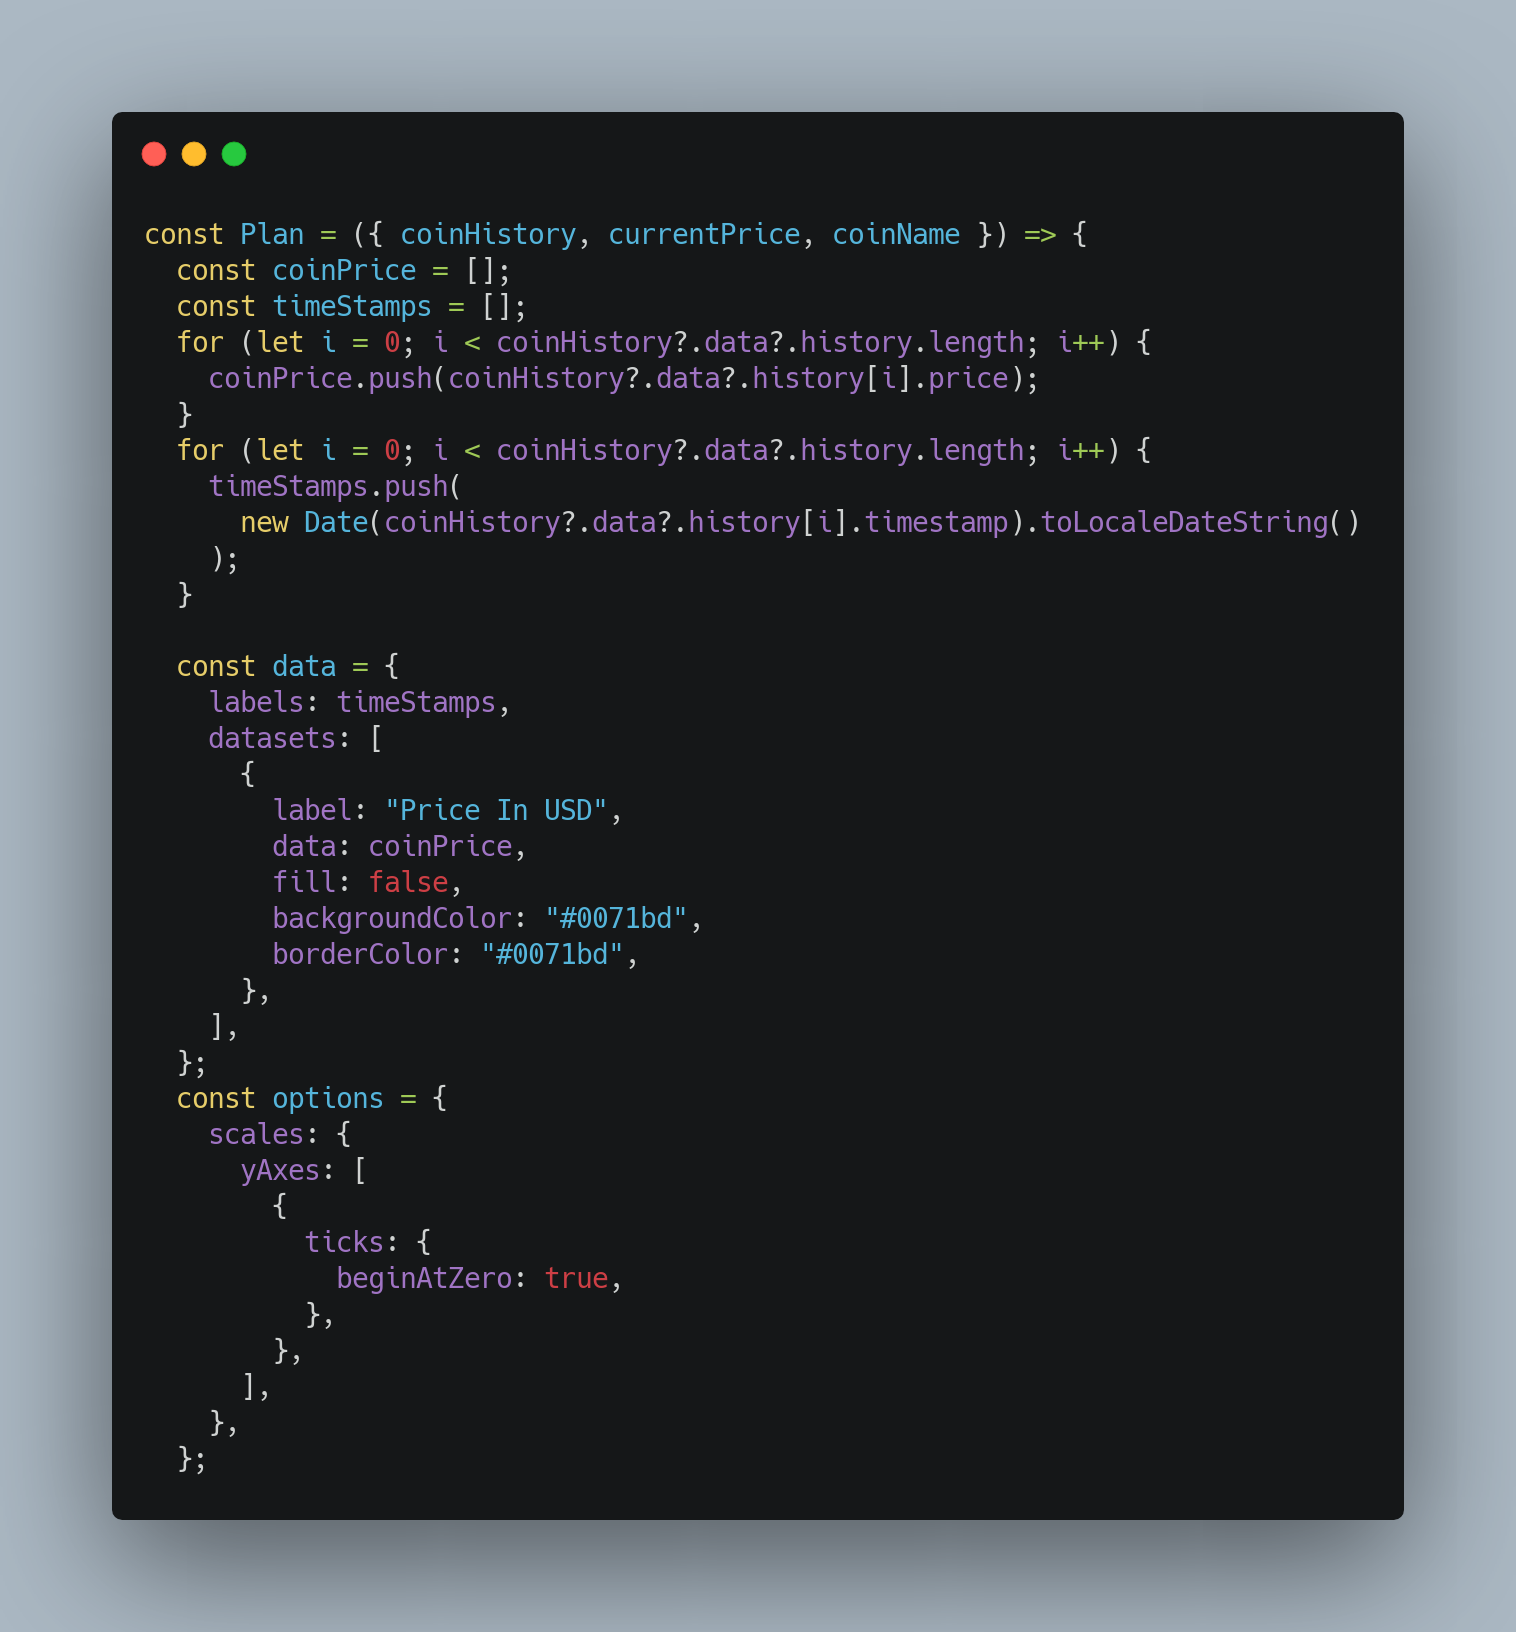 const Plan = ({ coinHistory, currentPrice, coinName }) => {
  const coinPrice = [];
  const timeStamps = [];
  for (let i = 0; i < coinHistory?.data?.history.length; i++) {
    coinPrice.push(coinHistory?.data?.history[i].price);
  }
  for (let i = 0; i < coinHistory?.data?.history.length; i++) {
    timeStamps.push(
      new Date(coinHistory?.data?.history[i].timestamp).toLocaleDateString()
    );
  }

  const data = {
    labels: timeStamps,
    datasets: [
      {
        label: "Price In USD",
        data: coinPrice,
        fill: false,
        backgroundColor: "#0071bd",
        borderColor: "#0071bd",
      },
    ],
  };
  const options = {
    scales: {
      yAxes: [
        {
          ticks: {
            beginAtZero: true,
          },
        },
      ],
    },
  };